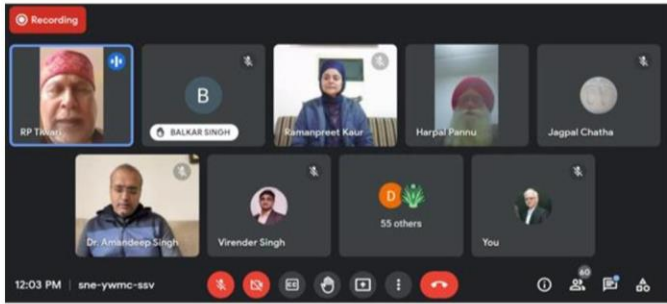 Recording
RP Tiwari
B
BALKAR SINGH
Ramanpreet Kaur
Harpal Pannu
Jagpal Chatha
Dr. Amandeep Singh
Virender Singh
D
55 others
You
12:03 PM | sne-ywmc-ssv
CC
60